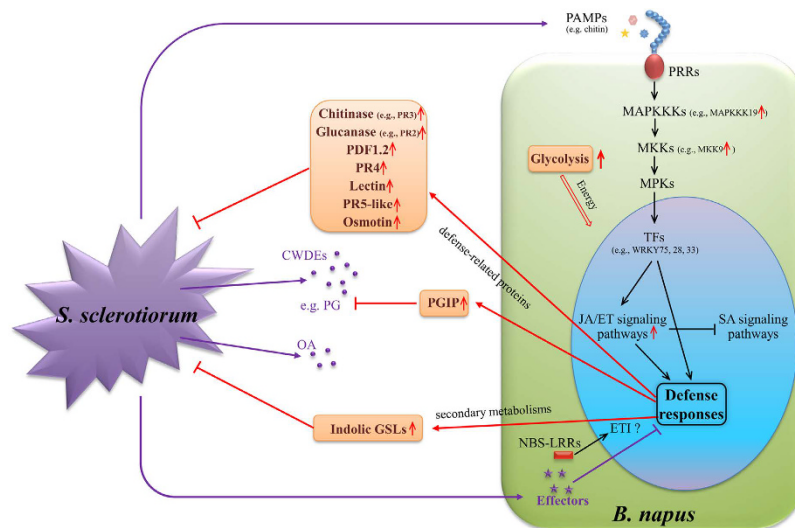 PAMPs
(e.g. chitin)
PRRs
MAPKKKs (e.g., MAPKKK19)
MKKs (e.g., MKK9)
MPKs
Glycolysis
Energy
TFs
(e.g., WRKY75, 28, 33)
JA/ET signaling
pathways
SA signaling
pathways
Defense
responses
ETI ?
NBS-LRRs
Effectors
B. napus
Chitinase (e.g., PR3)
Glucanase (e.g., PR2)
PDF1.2
PR4
Lectin
PR5-like
Osmotin
defense-related proteins
CWDEs
e.g. PG
PGIP
S. sclerotiorum
OA
secondary metabolisms
Indolic GSLs